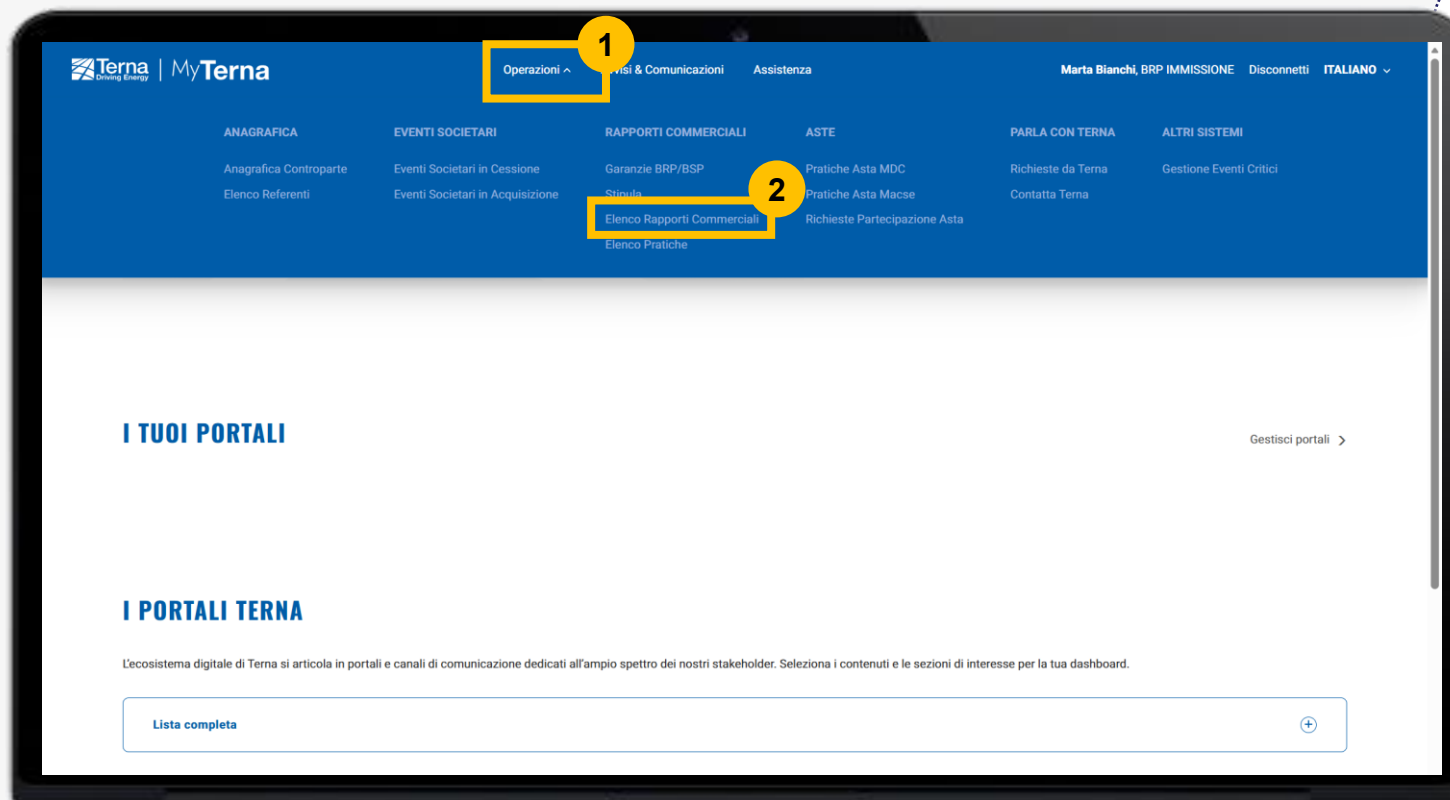 1
Terna
Driving Energy
MyTerna
Operazioni
visi & Comunicazioni
Assistenza
Marta Bianchi, BRP IMMISSIONE
Disconnetti
ITALIANO
ANAGRAFICA
Anagrafica Controparte
Elenco Referenti
EVENTI SOCIETARI
Eventi Societari in Cessione
Eventi Societari in Acquisizione
RAPPORTI COMMERCIALI
Garanzie BRP/BSP
Stipula
2
Elenco Rapporti Commerciali
Elenco Pratiche
ASTE
Pratiche Asta MDC
Pratiche Asta Macse
Richieste Partecipazione Asta
PARLA CON TERNA
Richieste da Terna
Contatta Terna
ALTRI SISTEMI
Gestione Eventi Critici
I TUOI PORTALI
Gestisci portali
I PORTALI TERNA
L'ecosistema digitale di Terna si articola in portali e canali di comunicazione dedicati all'ampio spettro dei nostri stakeholder. Seleziona i contenuti e le sezioni di interesse per la tua dashboard.
Lista completa